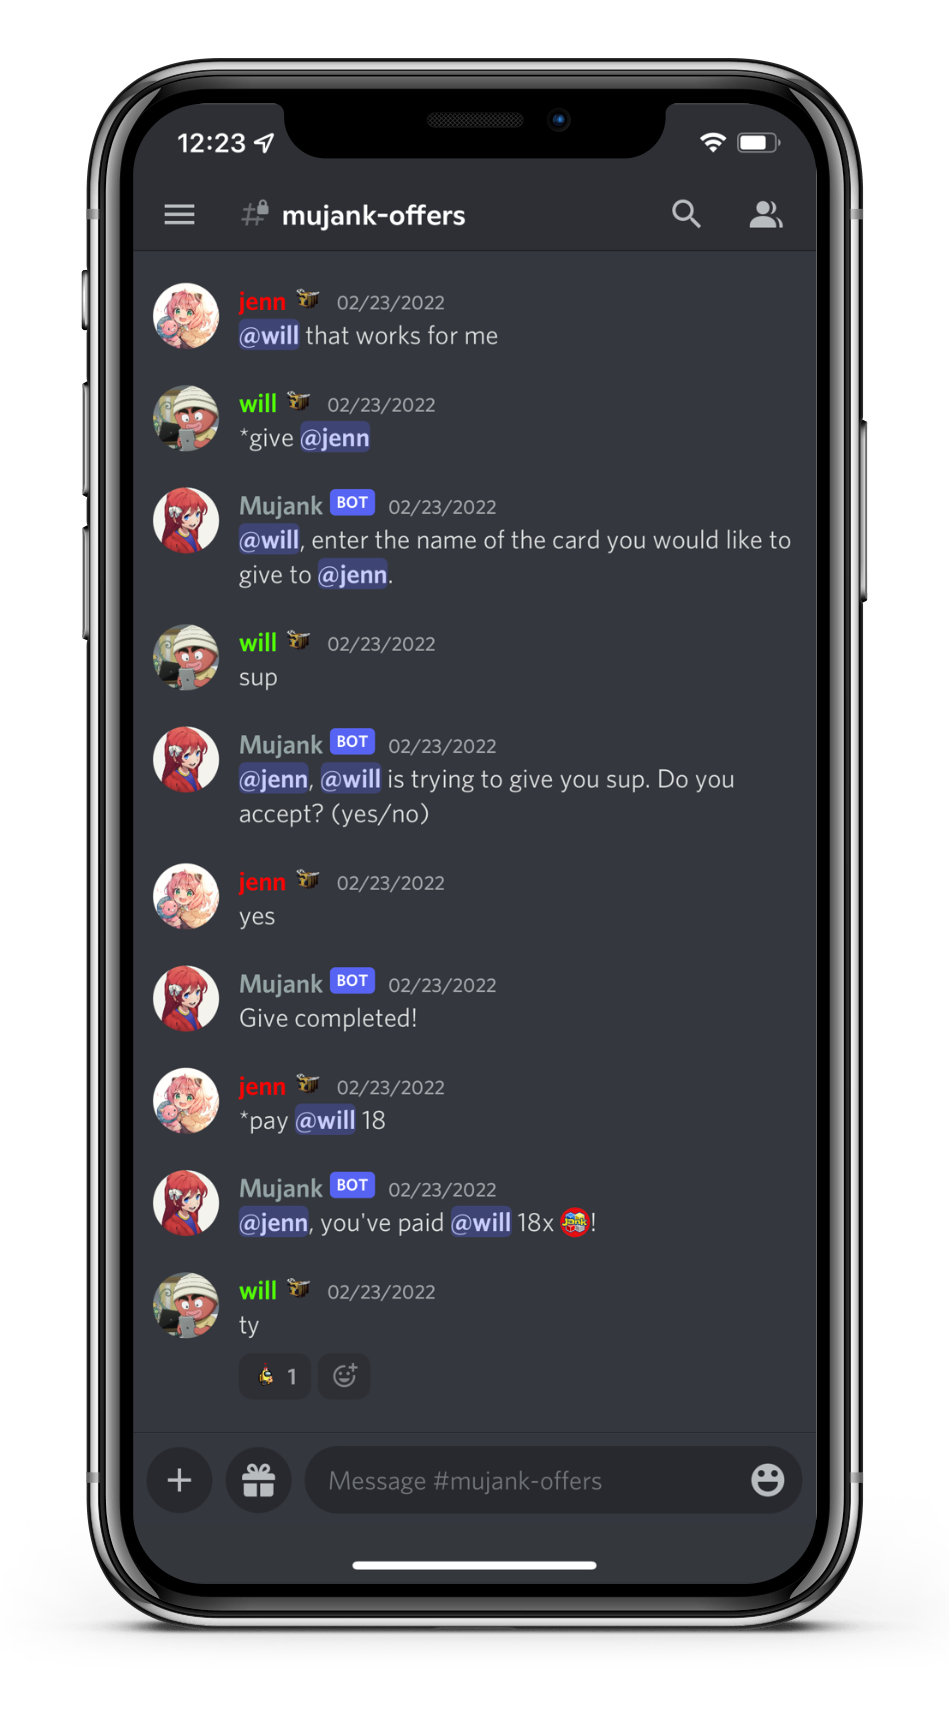 12:23
mujank-offers
jenn 02/23/2022
@will that works for me
will 02/23/2022
*give @jenn
Mujank BOT 02/23/2022
@will, enter the name of the card you would like to
give to @jenn.
will 02/23/2022
sup
Mujank BOT 02/23/2022
@jenn, @will is trying to give you sup. Do you
accept? (yes/no)
jenn 02/23/2022
yes
Mujank BOT 02/23/2022
Give completed!
jenn 02/23/2022
*pay @will 18
Mujank BOT 02/23/2022
@jenn, you've paid @will 18x Jank!
will 02/23/2022
ty
1
Message #mujank-offers